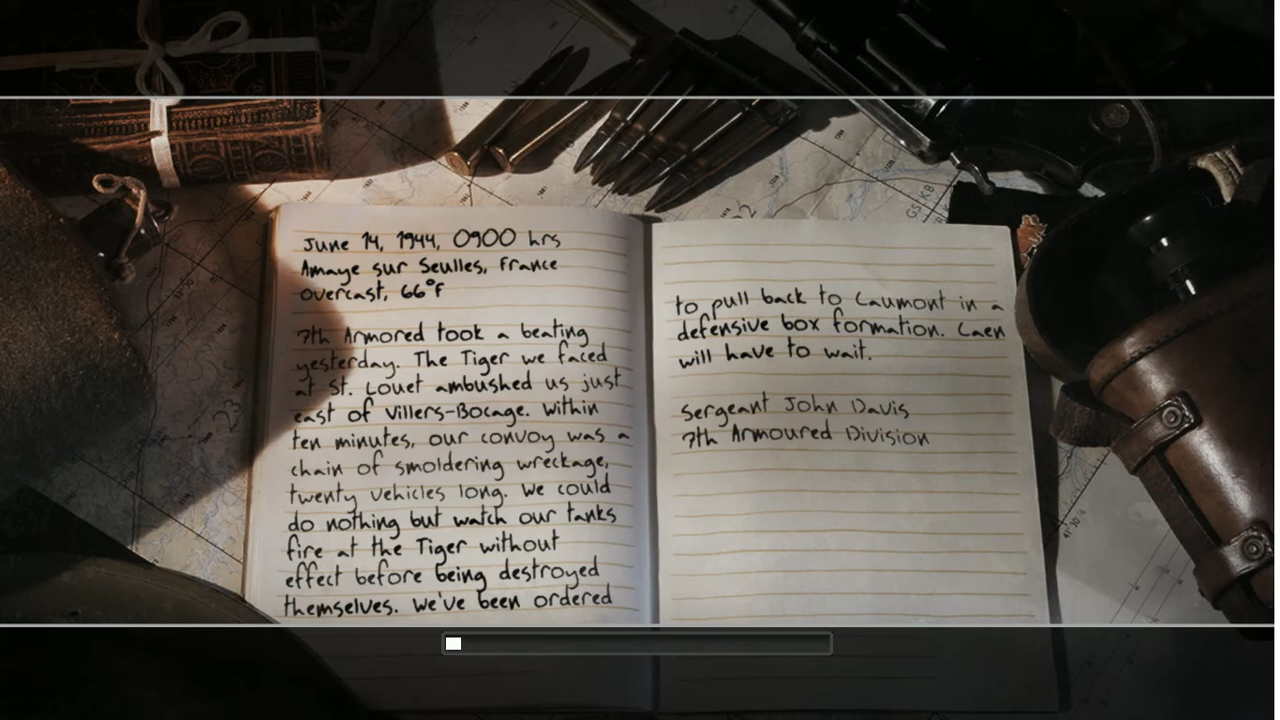 June 14, 1944, 0900 hrs
Amaye sur Seulles, France
Overcast, 66°F
7th Armored took a beating
yesterday. The Tiger we faced
at St. Louet ambushed us just
east of Villers-Bocage. Within
ten minutes, our convoy was a
chain of smoldering wreckage,
twenty vehicles long. We could
do nothing but watch our tanks
fire at the Tiger without
effect before being destroyed
themselves. We've been ordered
to pull back to Caumont in a
defensive box formation. Caen
will have to wait.
Sergeant John Davis
7th Armoured Division
GS, KB